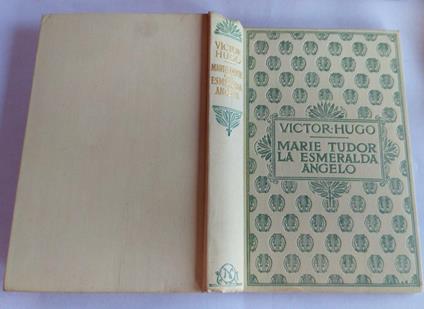 VICTOR
HUGO
MARIE TUDOR
LA ESMERALDA
ANGELO
VICTOR·HUGO
MARIE TUDOR
LA ESMERALDA
ANGELO